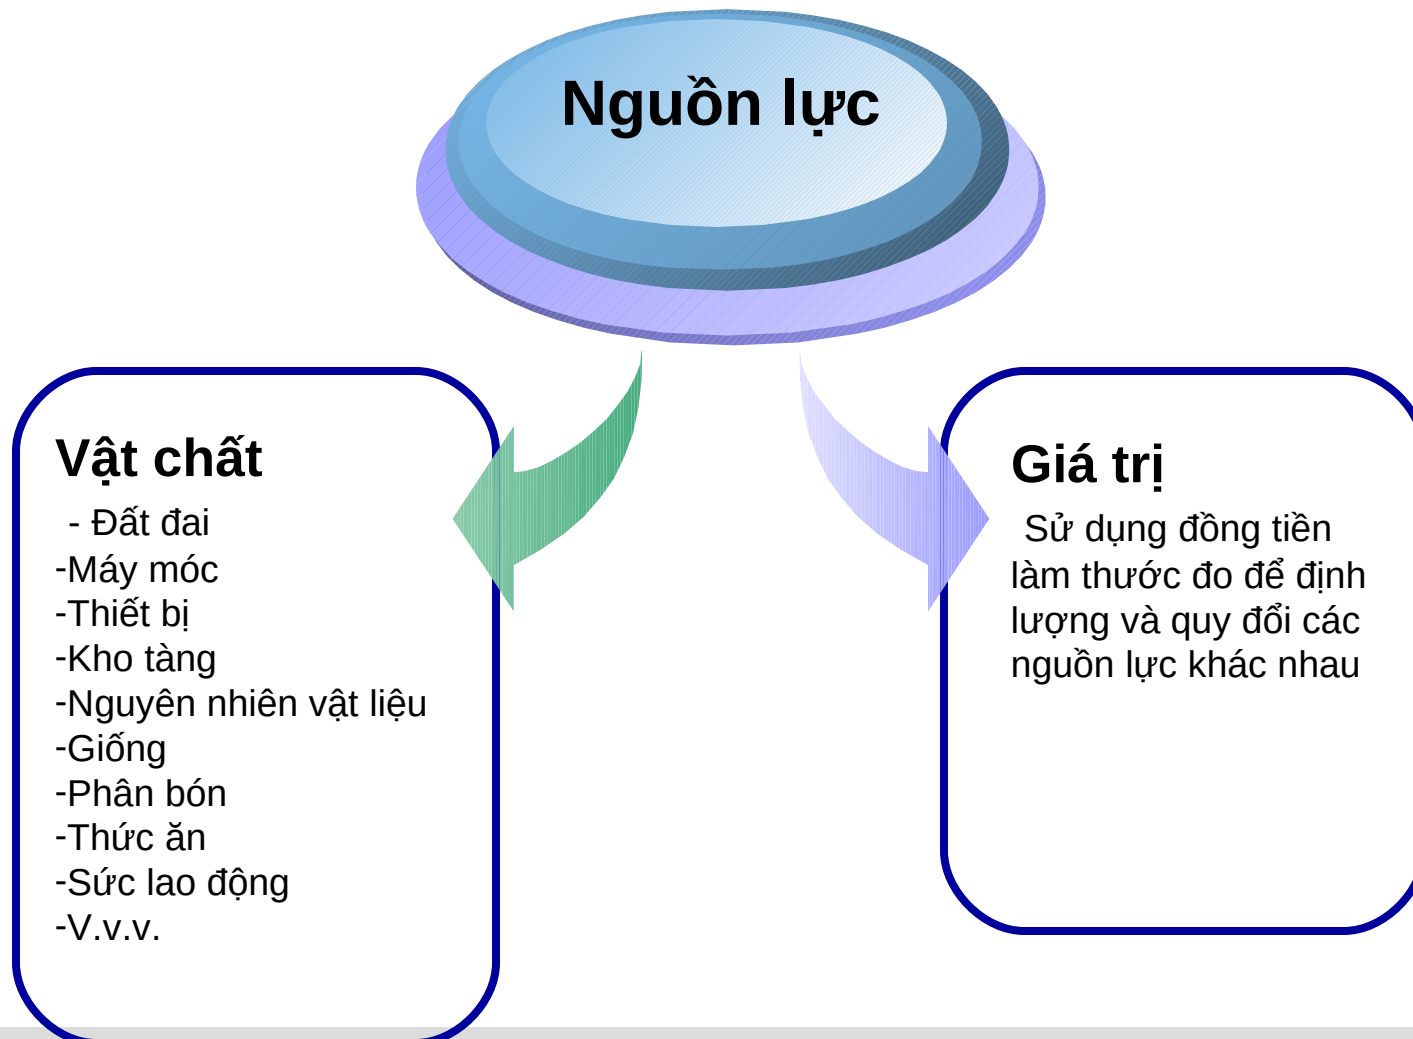 Nguồn lực
Vật chất
- Đất đai
-Máy móc
-Thiết bị
-Kho tàng
-Nguyên nhiên vật liệu
-Giống
-Phân bón
-Thức ăn
-Sức lao động
-V.v.v.
Giá trị
Sử dụng đồng tiền
làm thước đo để định
lượng và quy đổi các
nguồn lực khác nhau